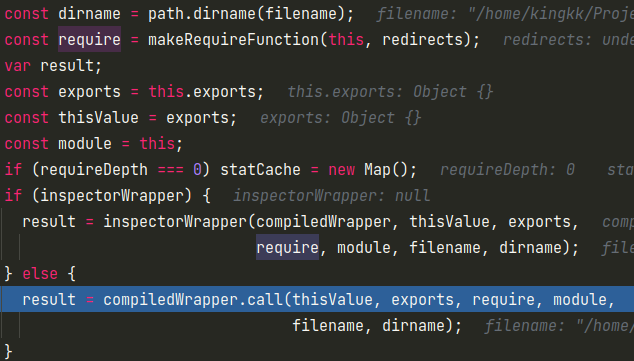 const dirname = path.dirname(filename);   filename: "/home/kingkk/Proje
const require = makeRequireFunction(this, redirects);   redirects: unde
var result;
const exports = this.exports;   this.exports: Object {}
const thisValue = exports;   exports: Object {}
const module = this;
if (requireDepth === 0) statCache = new Map();   requireDepth: 0    sta
if (inspectorWrapper) {   inspectorWrapper: null
  result = inspectorWrapper(compiledWrapper, thisValue, exports,   comp
                            require, module, filename, dirname);   file
} else {
  result = compiledWrapper.call(thisValue, exports, require, module,
                                filename, dirname);   filename: "/home/
}